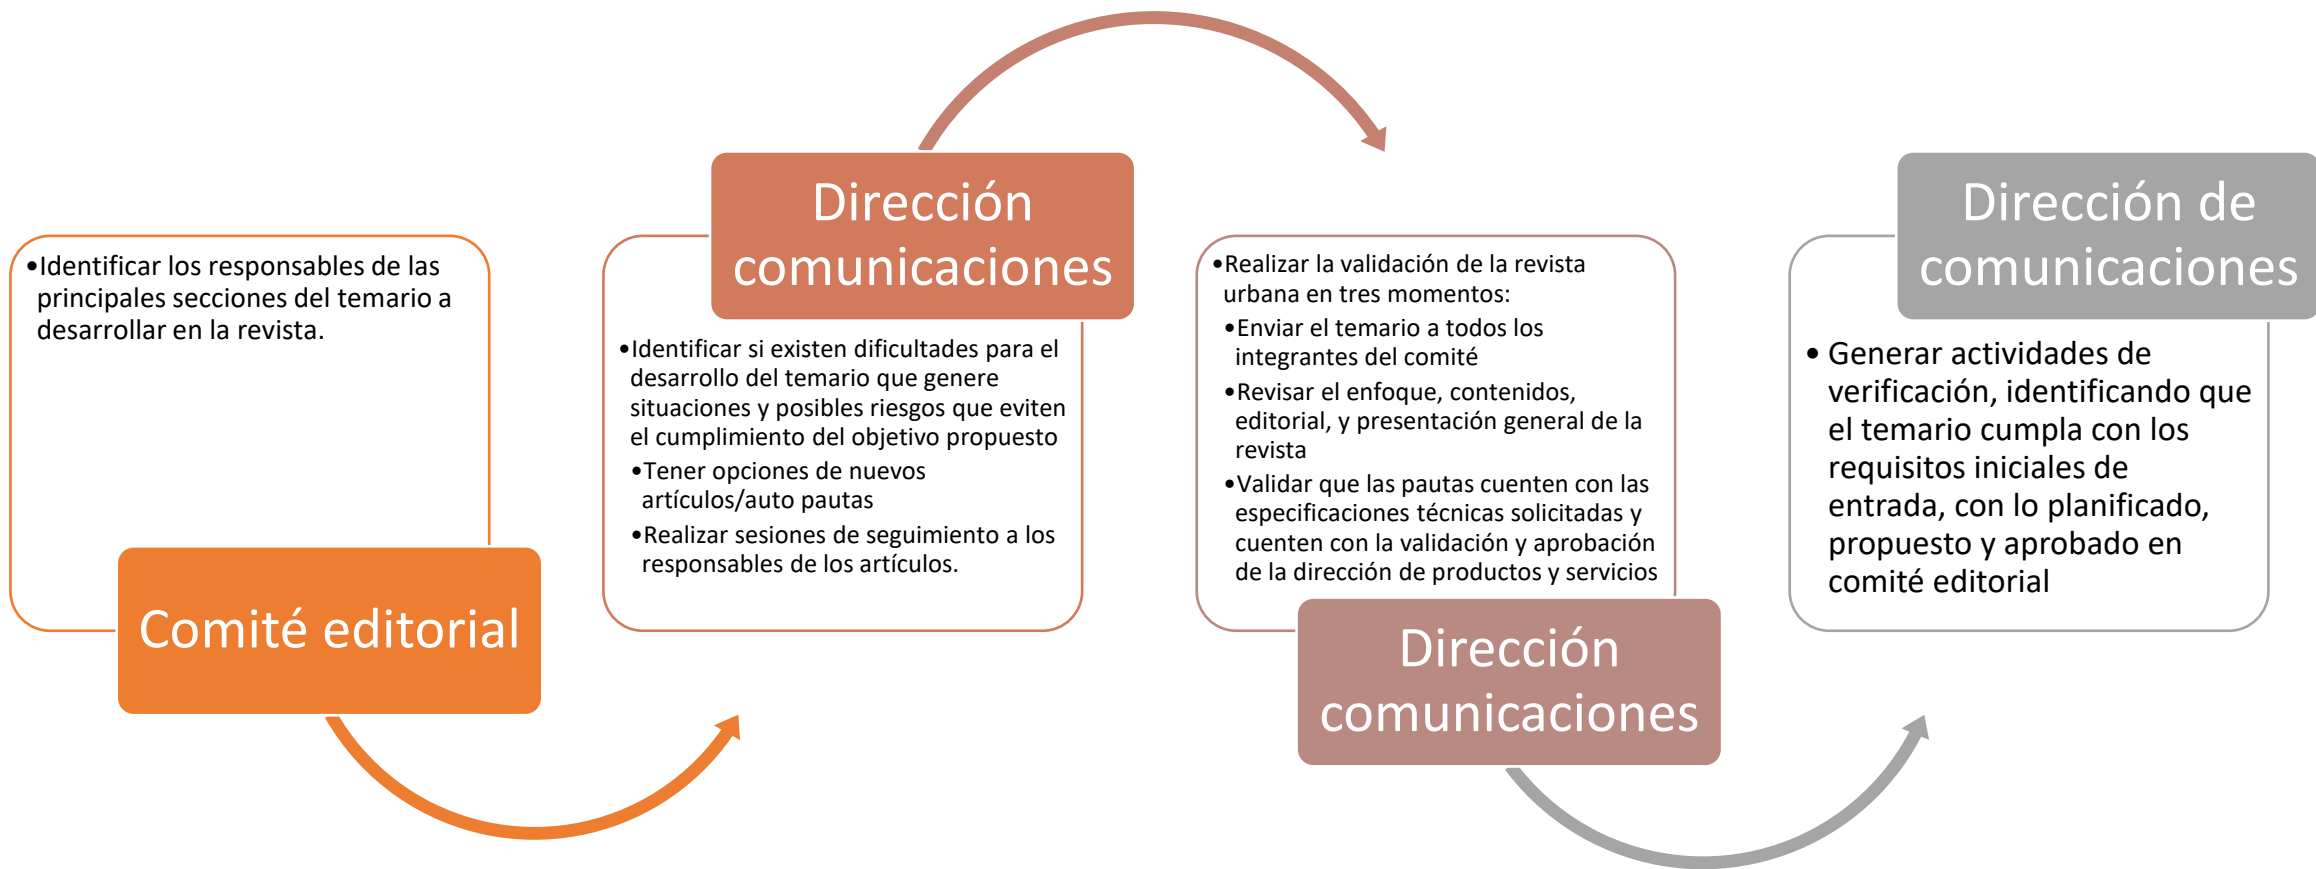 •Identificar los responsables de las
principales secciones del temario a
desarrollar en la revista.
Comité editorial
Dirección
comunicaciones
•Identificar si existen dificultades para el
desarrollo del temario que genere
situaciones y posibles riesgos que eviten
el cumplimiento del objetivo propuesto
•Tener opciones de nuevos
artículos/auto pautas
•Realizar sesiones de seguimiento a los
responsables de los artículos.
•Realizar la validación de la revista
urbana en tres momentos:
•Enviar el temario a todos los
integrantes del comité
•Revisar el enfoque, contenidos,
editorial, y presentación general de la
revista
•Validar que las pautas cuenten con las
especificaciones técnicas solicitadas y
cuenten con la validación y aprobación
de la dirección de productos y servicios
Dirección
comunicaciones
Dirección de
comunicaciones
• Generar actividades de
verificación, identificando que
el temario cumpla con los
requisitos iniciales de
entrada, con lo planificado,
propuesto y aprobado en
comité editorial